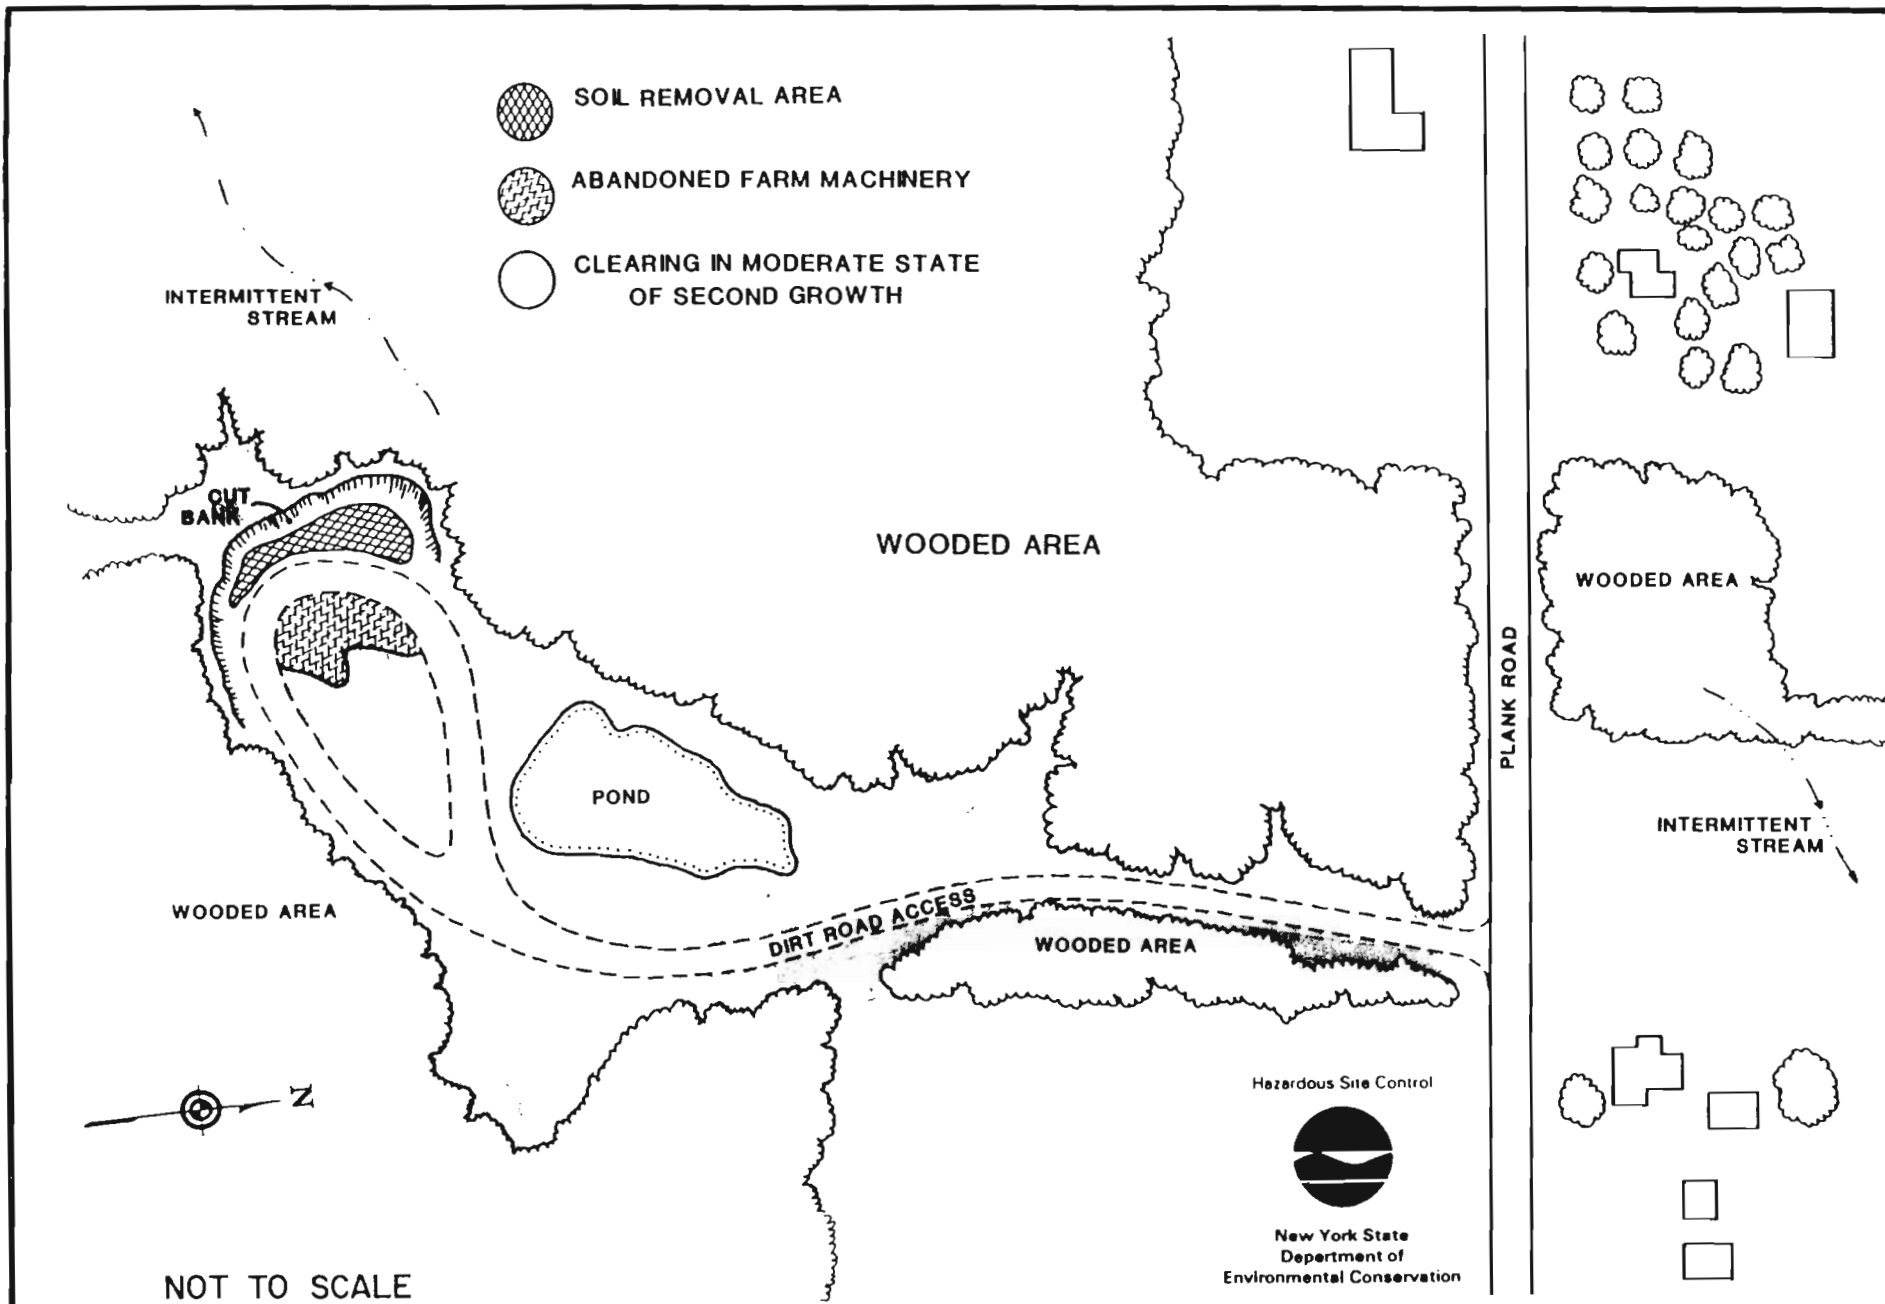 SOIL REMOVAL AREA
ABANDONED FARM MACHINERY
CLEARING IN MODERATE STATE
OF SECOND GROWTH
INTERMITTENT
STREAM
CUT
BANK
WOODED AREA
WOODED AREA
PLANK ROAD
POND
INTERMITTENT
STREAM
WOODED AREA
DIRT ROAD ACCESS
WOODED AREA
N
Hazardous Site Control
New York State
Department of
Environmental Conservation
NOT TO SCALE